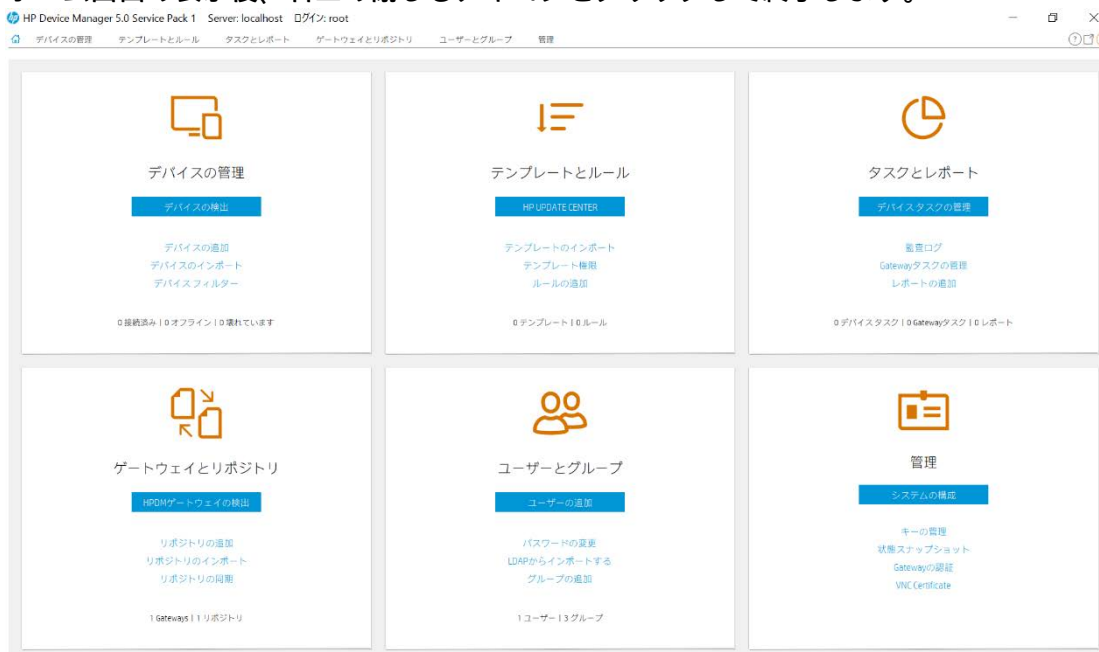 HP Device Manager 5.0 Service Pack 1 Server: localhost ログイン: root
デバイスの管理 テンプレートとルール タスクとレポート ゲートウェイとリポジトリ ユーザーとグループ 管理
デバイスの管理
デバイスの検出
デバイスの追加
デバイスのインポート
デバイスフィルター
0 接続済み | 0 オフライン | 0 壊れています
テンプレートとルール
HP UPDATE CENTER
テンプレートのインポート
テンプレート権限
ルールの追加
0 テンプレート | 0 ルール
タスクとレポート
デバイスタスクの管理
監査ログ
Gatewayタスクの管理
レポートの追加
0 デバイスタスク | 0 Gatewayタスク | 0 レポート
ゲートウェイとリポジトリ
HPDMゲートウェイの検出
リポジトリの追加
リポジトリのインポート
リポジトリの同期
1 Gateways | 1 リポジトリ
ユーザーとグループ
ユーザーの追加
パスワードの変更
LDAPからインポートする
グループの追加
1 ユーザー | 3 グループ
管理
システムの構成
キーの管理
状態スナップショット
Gatewayの認証
VNC Certificate